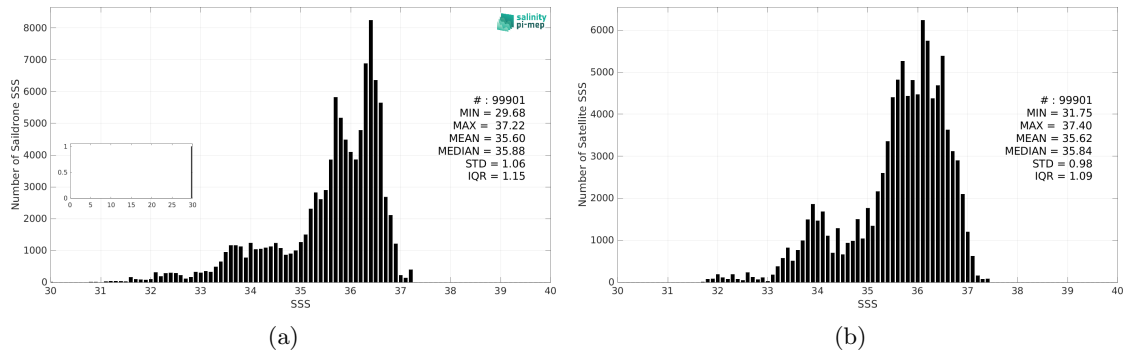 salinity
pi-mep
8000
7000
6000
5000
4000
3000
2000
1000
0
Number of Saildrone SSS
# : 99901
MIN = 29.68
MAX = 37.22
MEAN = 35.60
MEDIAN = 35.88
STD = 1.06
IQR = 1.15
1
0.5
0
0 5 10 15 20 25 30
30 31 32 33 34 35 36 37 38 39 40
SSS
(a)
6000
5000
4000
3000
2000
1000
0
Number of Satellite SSS
# : 99901
MIN = 31.75
MAX = 37.40
MEAN = 35.62
MEDIAN = 35.84
STD = 0.98
IQR = 1.09
30 31 32 33 34 35 36 37 38 39 40
SSS
(b)